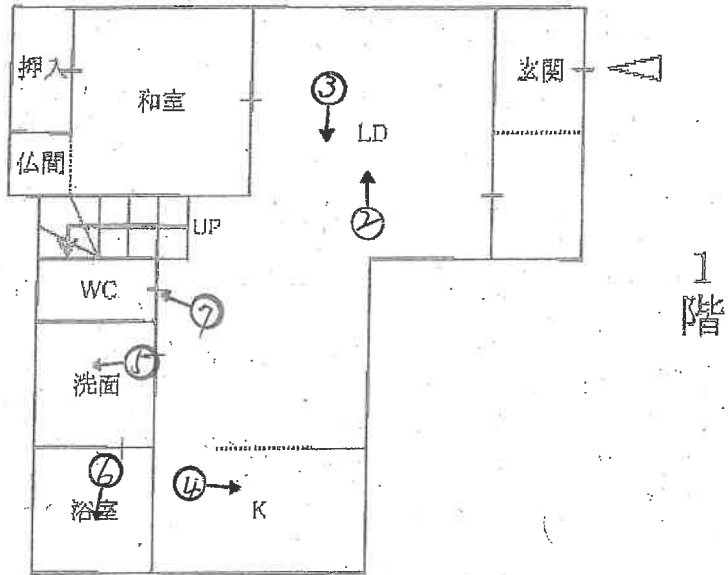 押入
和室
③
LD
玄関
仏間
②
UP
WC
⑦
1
階
⑤
洗面
⑥
浴室
④
K